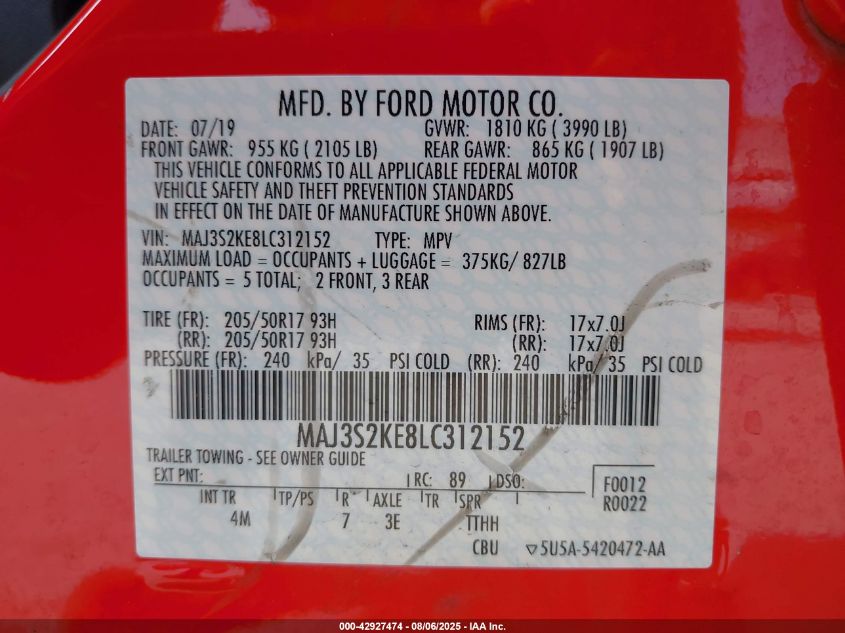 MFD. BY FORD MOTOR CO.
DATE: 07/19 GVWR: 1810 KG ( 3990 LB)
FRONT GAWR: 955 KG ( 2105 LB) REAR GAWR: 865 KG ( 1907 LB)
THIS VEHICLE CONFORMS TO ALL APPLICABLE FEDERAL MOTOR
VEHICLE SAFETY AND THEFT PREVENTION STANDARDS
IN EFFECT ON THE DATE OF MANUFACTURE SHOWN ABOVE.
VIN: MAJ3S2KE8LC312152 TYPE: MPV
MAXIMUM LOAD = OCCUPANTS + LUGGAGE = 375KG/ 827LB
OCCUPANTS = 5 TOTAL; 2 FRONT, 3 REAR
TIRE (FR): 205/50R17 93H RIMS (FR): 17x7.0J
(RR): 205/50R17 93H (RR): 17x7.0J
PRESSURE (FR): 240 kPa/ 35 PSI COLD (RR): 240 kPa/ 35 PSI COLD
MAJ3S2KE8LC312152
TRAILER TOWING - SEE OWNER GUIDE
EXT PNT: RC: 89 DSO: F0012
R0022
INT TR TP/PS R AXLE TR SPR
4M 7 3E TTHH
CBU ▽5U5A-5420472-AA
000-42927474 - 08/06/2025 - IAA Inc.